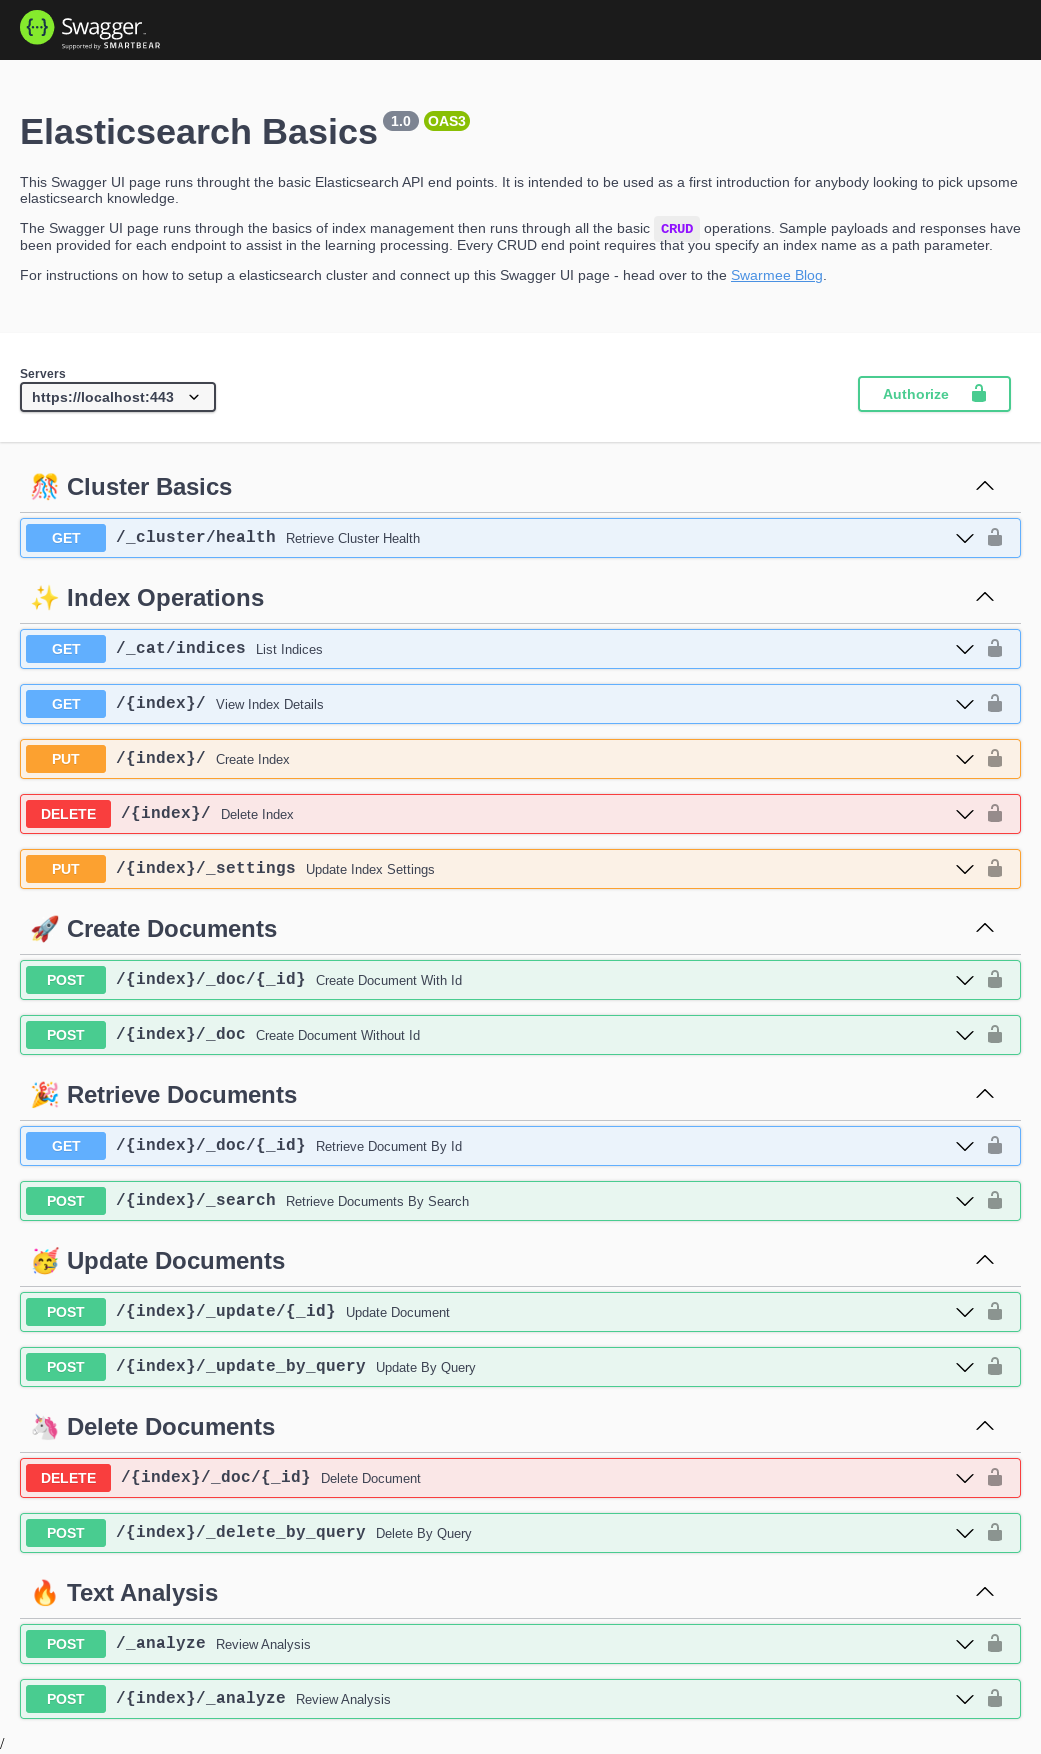 Swagger
Supported by SMARTBEAR
Elasticsearch Basics 1.0 OAS3
This Swagger UI page runs throught the basic Elasticsearch API end points. It is intended to be used as a first introduction for anybody looking to pick upsome
elasticsearch knowledge.
The Swagger UI page runs through the basics of index management then runs through all the basic CRUD operations. Sample payloads and responses have
been provided for each endpoint to assist in the learning processing. Every CRUD end point requires that you specify an index name as a path parameter.
For instructions on how to setup a elasticsearch cluster and connect up this Swagger UI page - head over to the Swarmee Blog.
Servers
https://localhost:443
Authorize
🎊 Cluster Basics
GET /_cluster/health Retrieve Cluster Health
✨ Index Operations
GET /_cat/indices List Indices
GET /{index}/ View Index Details
PUT /{index}/ Create Index
DELETE /{index}/ Delete Index
PUT /{index}/_settings Update Index Settings
🚀 Create Documents
POST /{index}/_doc/{_id} Create Document With Id
POST /{index}/_doc Create Document Without Id
🎉 Retrieve Documents
GET /{index}/_doc/{_id} Retrieve Document By Id
POST /{index}/_search Retrieve Documents By Search
🥳 Update Documents
POST /{index}/_update/{_id} Update Document
POST /{index}/_update_by_query Update By Query
🦄 Delete Documents
DELETE /{index}/_doc/{_id} Delete Document
POST /{index}/_delete_by_query Delete By Query
🔥 Text Analysis
POST /_analyze Review Analysis
POST /{index}/_analyze Review Analysis
/